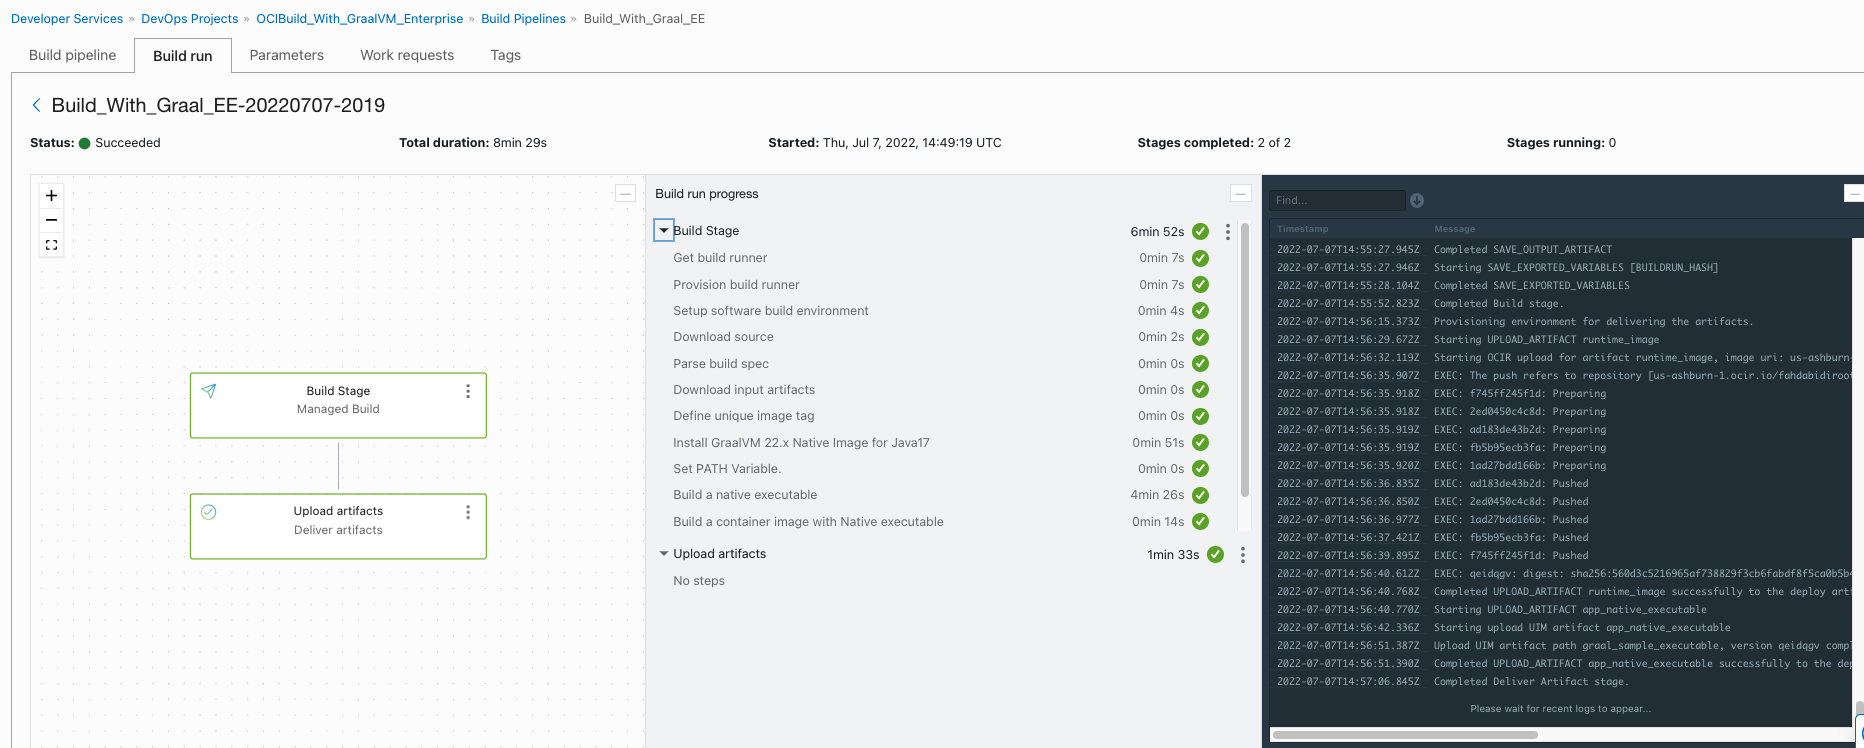 Developer Services » DevOps Projects » OCIBuild_With_GraalVM_Enterprise » Build Pipelines » Build_With_Graal_EE
Build pipeline Build run Parameters Work requests Tags
Build_With_Graal_EE-20220707-2019
Status: Succeeded Total duration: 8min 29s Started: Thu, Jul 7, 2022, 14:49:19 UTC Stages completed: 2 of 2 Stages running: 0
Build Stage
Managed Build
Upload artifacts
Deliver artifacts
Build run progress
Build Stage 6min 52s
Get build runner 0min 7s
Provision build runner 0min 7s
Setup software build environment 0min 4s
Download source 0min 2s
Parse build spec 0min 0s
Download input artifacts 0min 0s
Define unique image tag 0min 0s
Install GraalVM 22.x Native Image for Java17 0min 51s
Set PATH Variable. 0min 0s
Build a native executable 4min 26s
Build a container image with Native executable 0min 14s
Upload artifacts 1min 33s
No steps
Find...
Timestamp Message
2022-07-07T14:55:27.945Z Completed SAVE_OUTPUT_ARTIFACT
2022-07-07T14:55:27.946Z Starting SAVE_EXPORTED_VARIABLES [BUILDRUN_HASH]
2022-07-07T14:55:28.104Z Completed SAVE_EXPORTED_VARIABLES
2022-07-07T14:55:52.823Z Completed Build stage.
2022-07-07T14:56:15.373Z Provisioning environment for delivering the artifacts.
2022-07-07T14:56:29.672Z Starting UPLOAD_ARTIFACT runtime_image
2022-07-07T14:56:32.119Z Starting OCIR upload for artifact runtime_image, image uri: us-ashburn-
2022-07-07T14:56:35.907Z EXEC: The push refers to repository [us-ashburn-1.ocir.io/fahdabidiroot
2022-07-07T14:56:35.918Z EXEC: f745ff245f1d: Preparing
2022-07-07T14:56:35.918Z EXEC: 2ed0450c4c8d: Preparing
2022-07-07T14:56:35.919Z EXEC: ad183de43b2d: Preparing
2022-07-07T14:56:35.919Z EXEC: fb5b95ecb3fa: Preparing
2022-07-07T14:56:35.920Z EXEC: 1ad27bdd166b: Preparing
2022-07-07T14:56:36.835Z EXEC: ad183de43b2d: Pushed
2022-07-07T14:56:36.850Z EXEC: 2ed0450c4c8d: Pushed
2022-07-07T14:56:36.977Z EXEC: 1ad27bdd166b: Pushed
2022-07-07T14:56:37.421Z EXEC: fb5b95ecb3fa: Pushed
2022-07-07T14:56:39.895Z EXEC: f745ff245f1d: Pushed
2022-07-07T14:56:40.612Z EXEC: qeidqgv: digest: sha256:560d3c5216965af738829f3cb6fabdf8f5ca0b5b4
2022-07-07T14:56:40.768Z Completed UPLOAD_ARTIFACT runtime_image successfully to the deploy art
2022-07-07T14:56:40.770Z Starting UPLOAD_ARTIFACT app_native_executable
2022-07-07T14:56:42.336Z Starting upload UIM artifact app_native_executable
2022-07-07T14:56:51.387Z Upload UIM artifact path graal_sample_executable, version qeidqgv compl
2022-07-07T14:56:51.390Z Completed UPLOAD_ARTIFACT app_native_executable successfully to the dep
2022-07-07T14:57:06.845Z Completed Deliver Artifact stage.
Please wait for recent logs to appear...